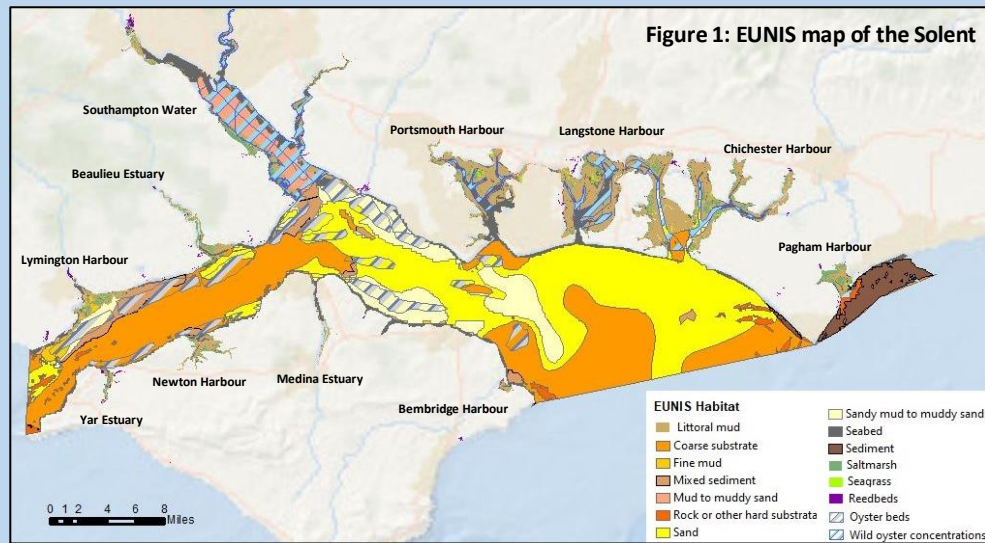 Figure 1: EUNIS map of the Solent
Southampton Water
Portsmouth Harbour
Langstone Harbour
Chichester Harbour
Beaulieu Estuary
Lymington Harbour
Pagham Harbour
Newton Harbour
Medina Estuary
Yar Estuary
Bembridge Harbour
EUNIS Habitat
Littoral mud
Coarse substrate
Fine mud
Mixed sediment
Mud to muddy sand
Rock or other hard substrata
Sand
Sandy mud to muddy sand
Seabed
Sediment
Saltmarsh
Seagrass
Reedbeds
Oyster beds
Wild oyster concentrations
0 1 2 4 6 8
Miles